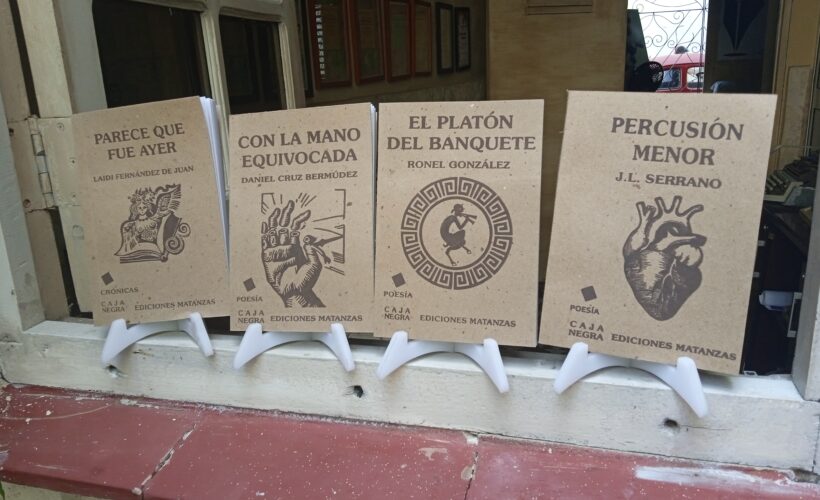 PARECE QUE
FUE AYER
LAIDI FERNÁNDEZ DE JUAN
CRÓNICAS
CAJA
NEGRA
EDICIONES MATANZAS
CON LA MANO
EQUIVOCADA
DANIEL CRUZ BERMÚDEZ
POESÍA
CAJA
NEGRA
EDICIONES MATANZAS
EL PLATÓN
DEL BANQUETE
RONEL GONZÁLEZ
POESÍA
CAJA
NEGRA
EDICIONES MATANZAS
PERCUSIÓN
MENOR
J.L. SERRANO
POESÍA
CAJA
NEGRA
EDICIONES MATANZAS